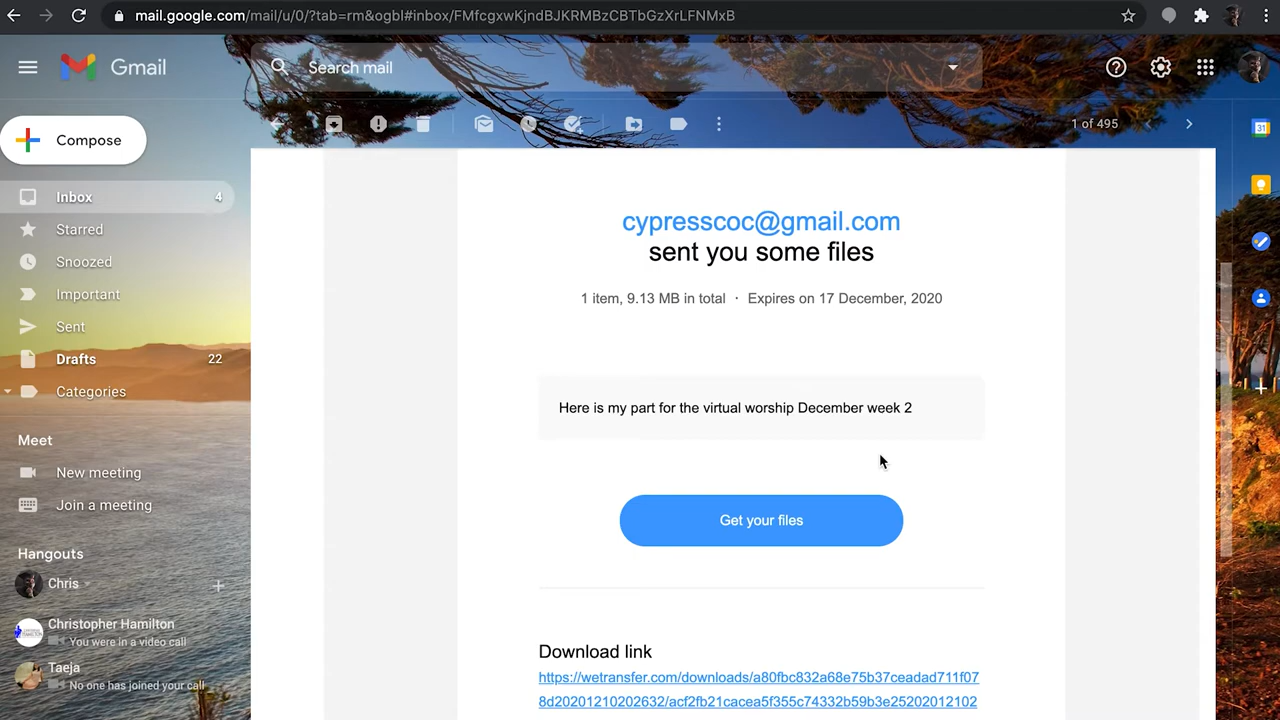 mail.google.com/mail/u/0/?tab=rm&ogbl#inbox/FMfcgxwKjndBJKRMBzCBTbGzXrLFNMxB
Gmail
Search mail
Compose
1 of 495
Inbox 4
Starred
Snoozed
Important
Sent
Drafts 22
Categories
Meet
New meeting
Join a meeting
Hangouts
Chris
Christopher Hamilton
You were in a video call
Taeja
No one has joined your call
cypresscoc@gmail.com
sent you some files
1 item, 9.13 MB in total · Expires on 17 December, 2020
Here is my part for the virtual worship December week 2
Get your files
Download link
https://wetransfer.com/downloads/a80fbc832a68e75b37ceadad711f07
8d20201210202632/acf2fb21cacea5f355c74332b59b3e25202012102
31